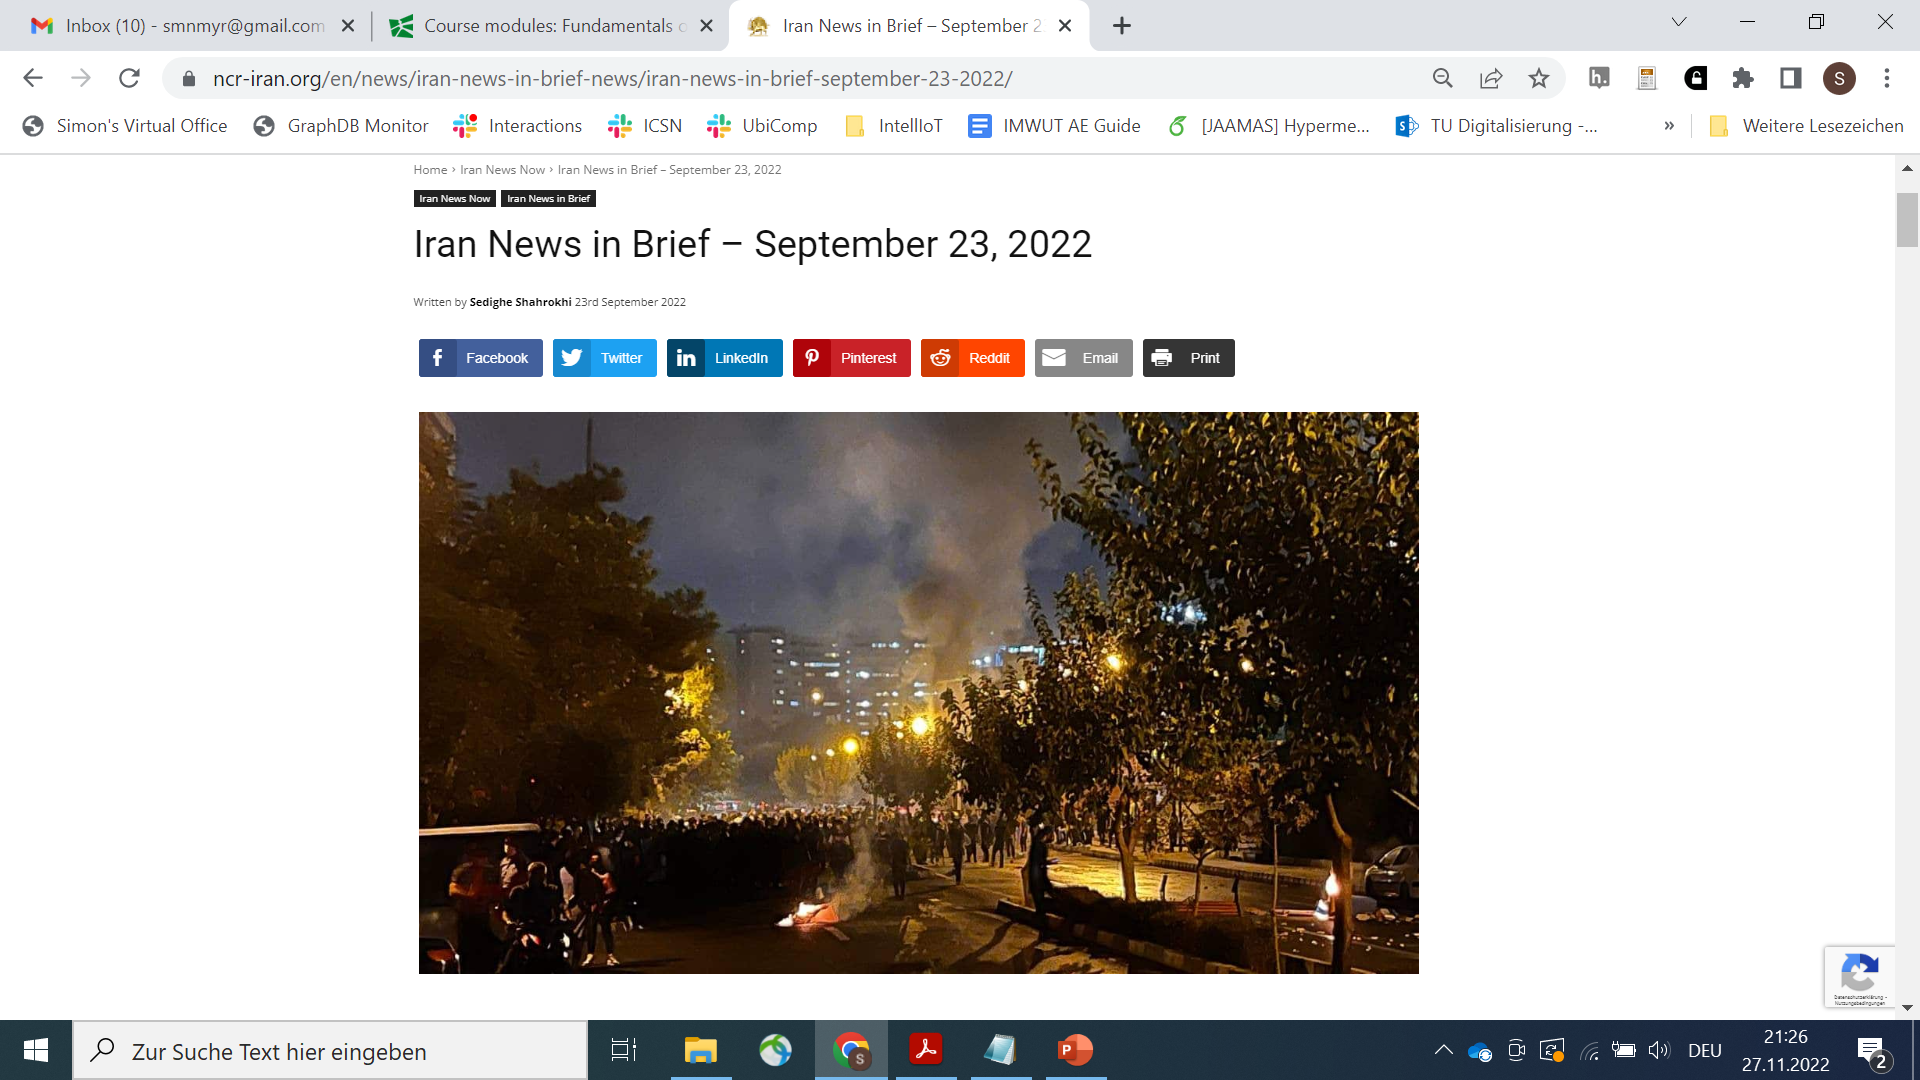 Inbox (10) - smnmyr@gmail.com
Course modules: Fundamentals o
Iran News in Brief – September 2
ncr-iran.org/en/news/iran-news-in-brief-news/iran-news-in-brief-september-23-2022/
h.
S
Simon's Virtual Office
GraphDB Monitor
Interactions
ICSN
UbiComp
IntellIoT
IMWUT AE Guide
[JAAMAS] Hyperme...
TU Digitalisierung -...
»
Weitere Lesezeichen
Home › Iran News Now › Iran News in Brief – September 23, 2022
Iran News Now
Iran News in Brief
Iran News in Brief – September 23, 2022
Written by Sedighe Shahrokhi 23rd September 2022
Facebook
Twitter
LinkedIn
Pinterest
Reddit
Email
Print
Datenschutzerklärung -
Nutzungsbedingungen
Zur Suche Text hier eingeben
S
P
DEU
21:26
27.11.2022
2